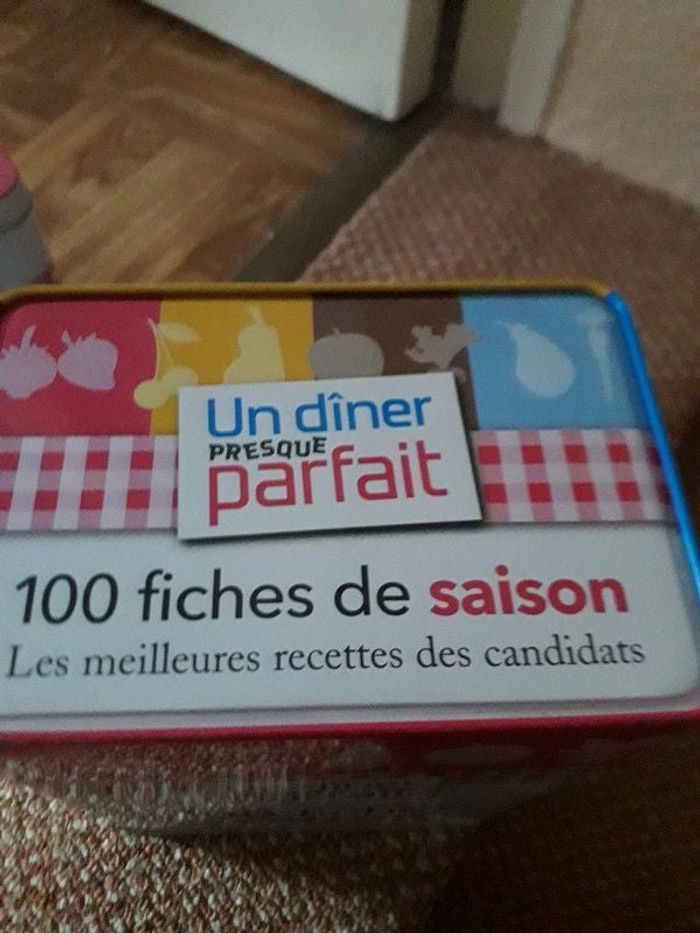 Un dîner
PRESQUE
parfait
100 fiches de saison
Les meilleures recettes des candidats